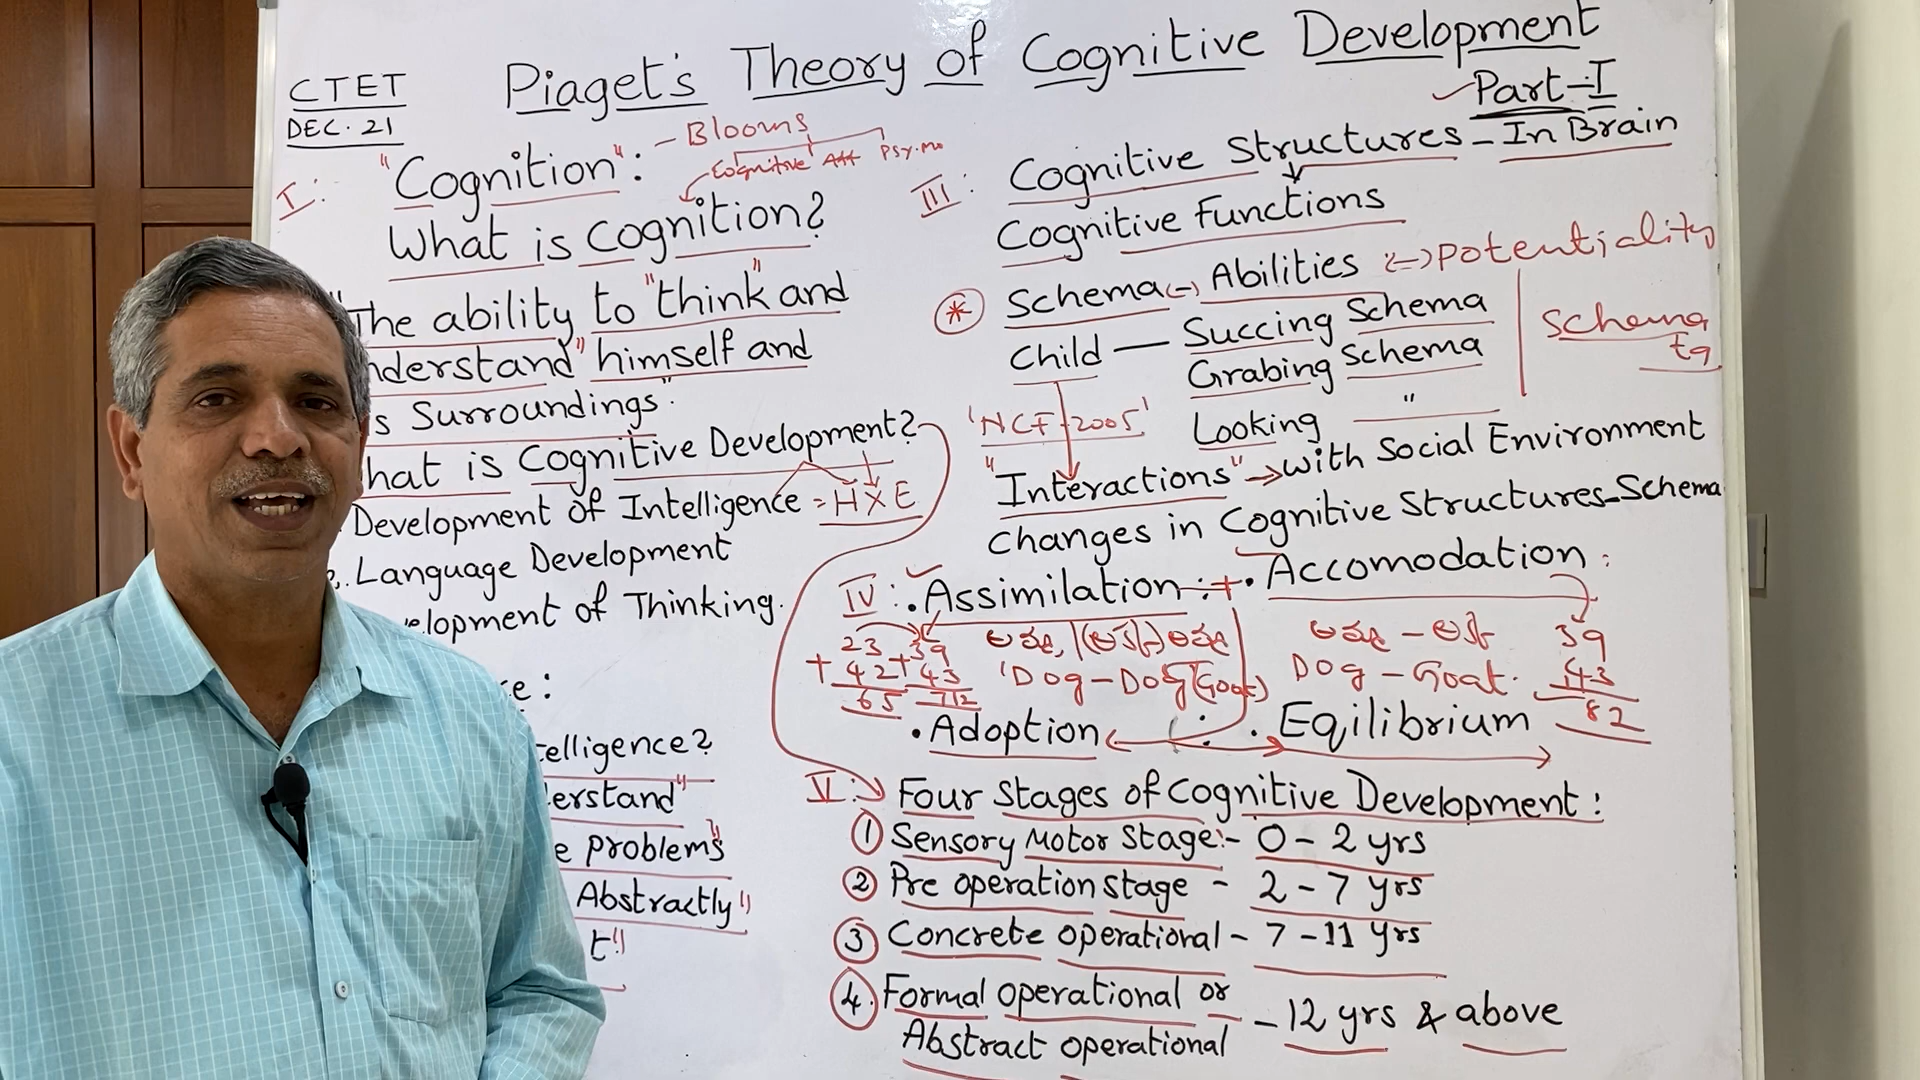 CTET
DEC. 21
Piaget's Theory of Cognitive Development
Part-I
I:
"Cognition": - Blooms
Cognitive Aff Psy.Mo
What is Cognition?
"The ability to "think" and
nderstand" himself and
s Surroundings".
hat is Cognitive Development?
Development of Intelligence = H X E
2. Language Development
elopment of Thinking.
ce:
telligence?
erstand"
e problems"
Abstractly"
t"
III:
Cognitive Structures - In Brain
Cognitive Functions
Schema (-) Abilities (-) Potentiality
Child — Succing Schema
Grabing Schema
Looking "
Schema
ta
'NCF-2005'
"Interactions" → with Social Environment
changes in Cognitive Structures - Schema
IV: • Assimilation : + • Accomodation :
23 39
+ 42 + 43
65 712
'Dog - Dog (Goat)
Dog - Goat.
39
43
82
• Adoption • Eqilibrium
V: Four Stages of Cognitive Development :
① Sensory Motor Stage :- 0 - 2 yrs
② Pre operation stage - 2 - 7 yrs
③ Concrete operational - 7 - 11 yrs
④. Formal operational or
Abstract operational - 12 yrs & above